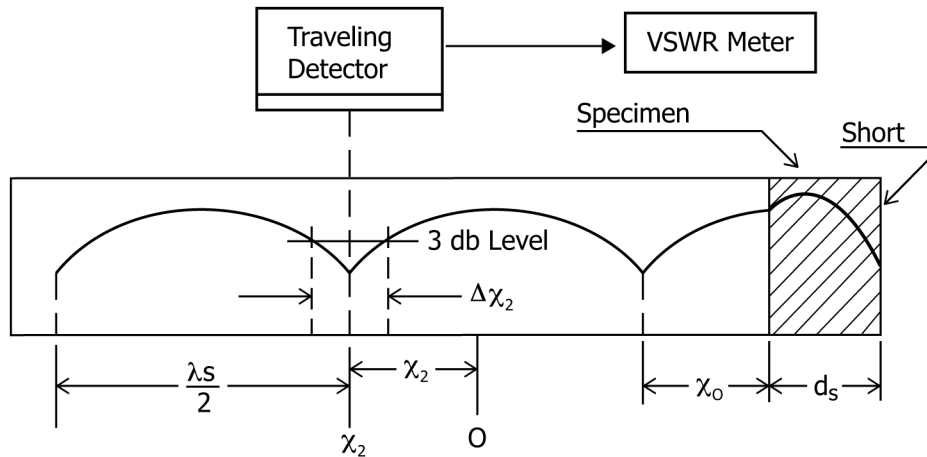 Traveling
Detector
VSWR Meter
Specimen
Short
3 db Level
Δχ₂
λs
2
χ₂
χₒ
dₛ
χ₂
O